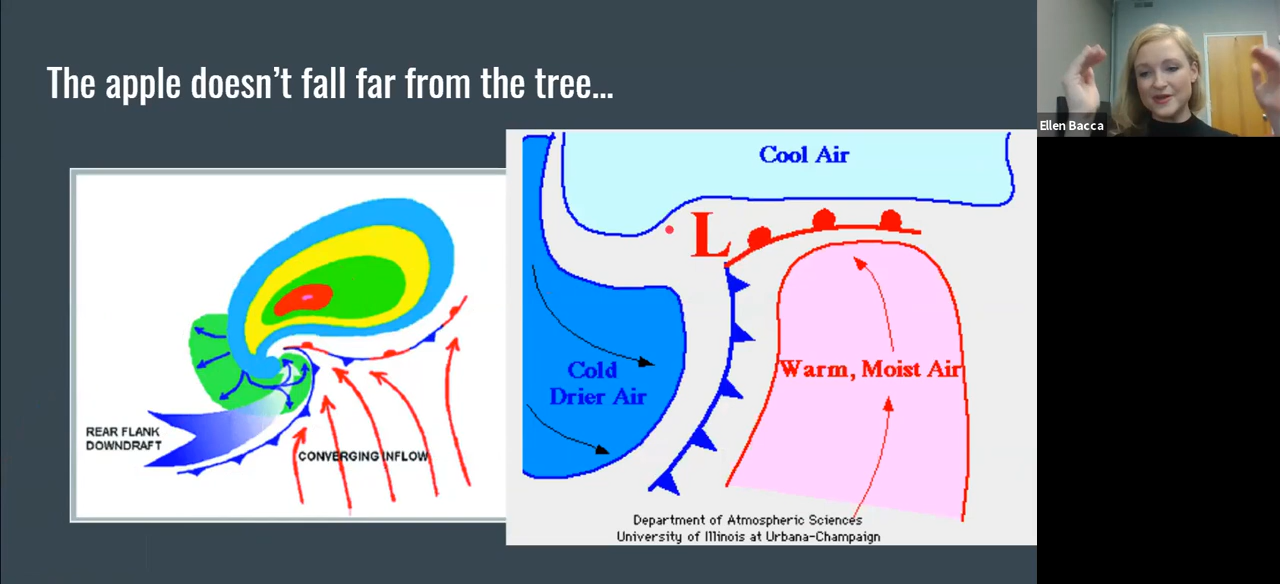 The apple doesn't fall far from the tree...
Ellen Bacca
REAR FLANK
DOWNDRAFT
CONVERGING INFLOW
Cool Air
L
Cold
Drier Air
Warm, Moist Air
Department of Atmospheric Sciences
University of Illinois at Urbana-Champaign